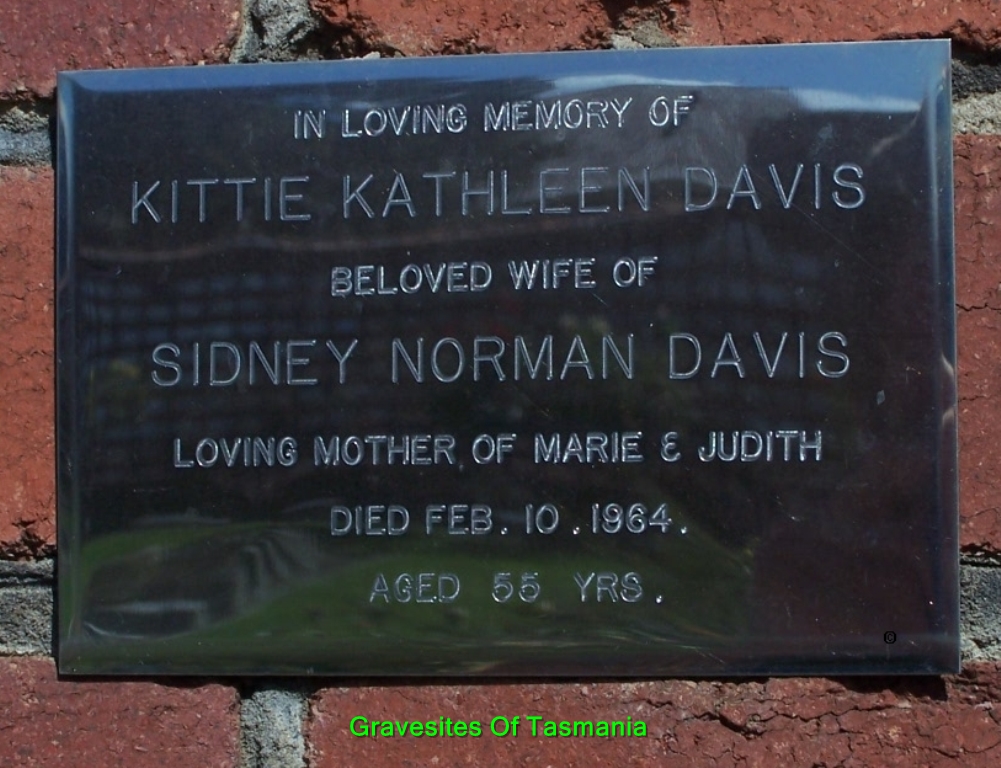 IN LOVING MEMORY OF
KITTIE KATHLEEN DAVIS
BELOVED WIFE OF
SIDNEY NORMAN DAVIS
LOVING MOTHER OF MARIE & JUDITH
DIED FEB. 10 . 1964.
AGED 55 YRS.
©
Gravesites Of Tasmania